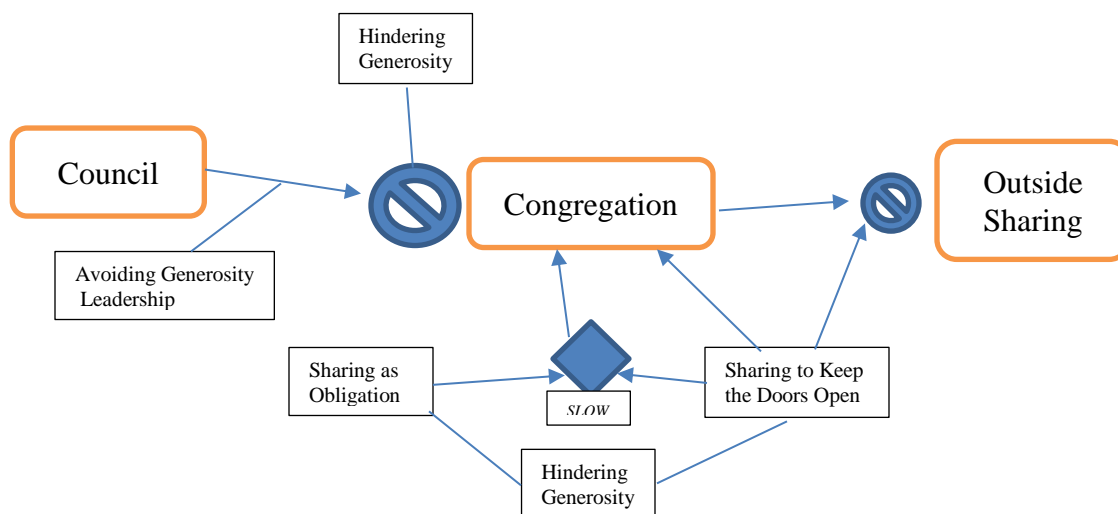 Hindering
Generosity
Council
Congregation
Outside
Sharing
Avoiding Generosity
Leadership
Sharing as
Obligation
SLOW
Sharing to Keep
the Doors Open
Hindering
Generosity